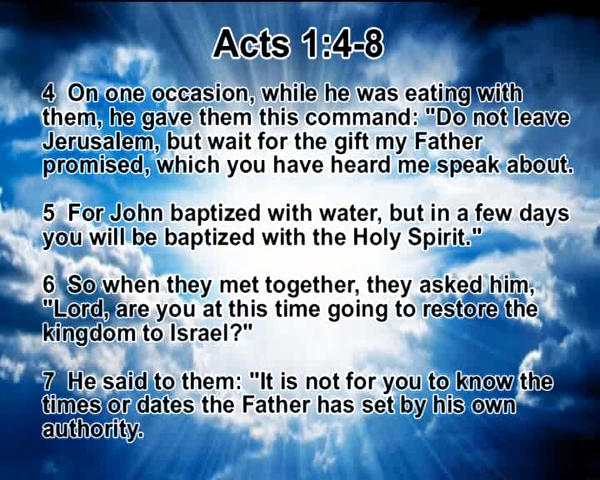 Acts 1:4-8
4 On one occasion, while he was eating with
them, he gave them this command: "Do not leave
Jerusalem, but wait for the gift my Father
promised, which you have heard me speak about.
5 For John baptized with water, but in a few days
you will be baptized with the Holy Spirit."
6 So when they met together, they asked him,
"Lord, are you at this time going to restore the
kingdom to Israel?"
7 He said to them: "It is not for you to know the
times or dates the Father has set by his own
authority.